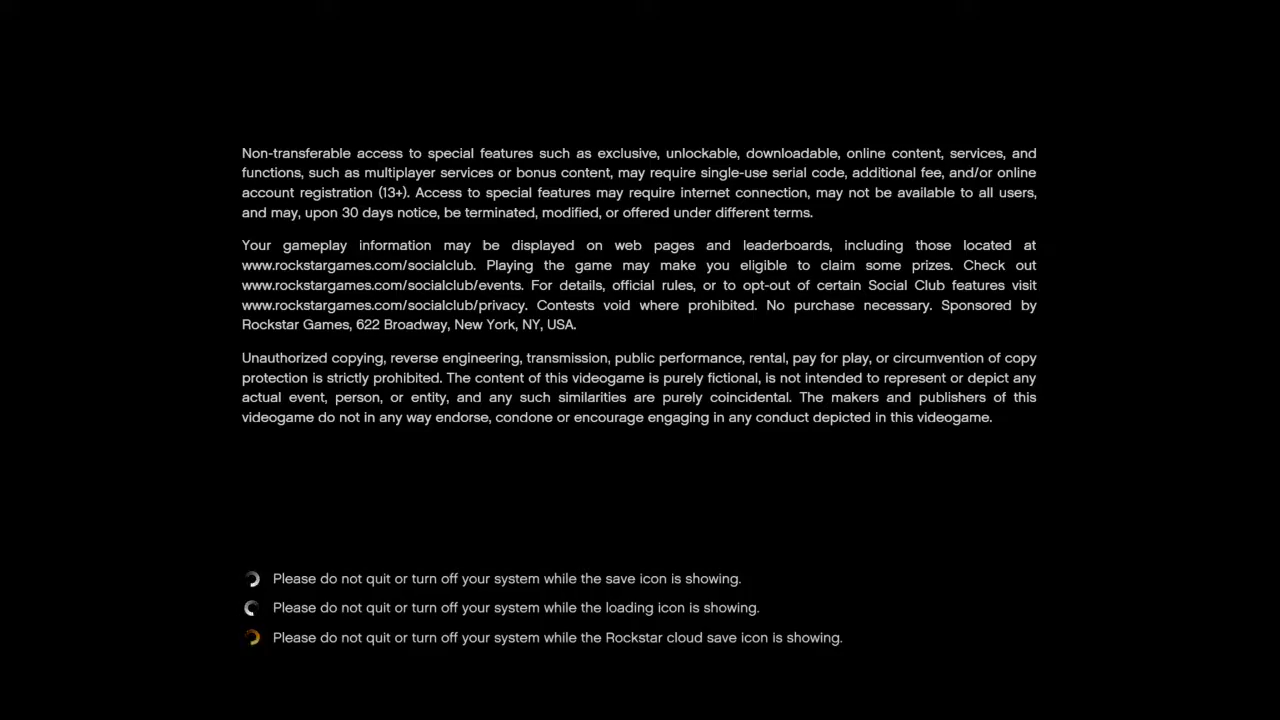 Non-transferable access to special features such as exclusive, unlockable, downloadable, online content, services, and
functions, such as multiplayer services or bonus content, may require single-use serial code, additional fee, and/or online
account registration (13+). Access to special features may require internet connection, may not be available to all users,
and may, upon 30 days notice, be terminated, modified, or offered under different terms.
Your gameplay information may be displayed on web pages and leaderboards, including those located at
www.rockstargames.com/socialclub. Playing the game may make you eligible to claim some prizes. Check out
www.rockstargames.com/socialclub/events. For details, official rules, or to opt-out of certain Social Club features visit
www.rockstargames.com/socialclub/privacy. Contests void where prohibited. No purchase necessary. Sponsored by
Rockstar Games, 622 Broadway, New York, NY, USA.
Unauthorized copying, reverse engineering, transmission, public performance, rental, pay for play, or circumvention of copy
protection is strictly prohibited. The content of this videogame is purely fictional, is not intended to represent or depict any
actual event, person, or entity, and any such similarities are purely coincidental. The makers and publishers of this
videogame do not in any way endorse, condone or encourage engaging in any conduct depicted in this videogame.
Please do not quit or turn off your system while the save icon is showing.
Please do not quit or turn off your system while the loading icon is showing.
Please do not quit or turn off your system while the Rockstar cloud save icon is showing.